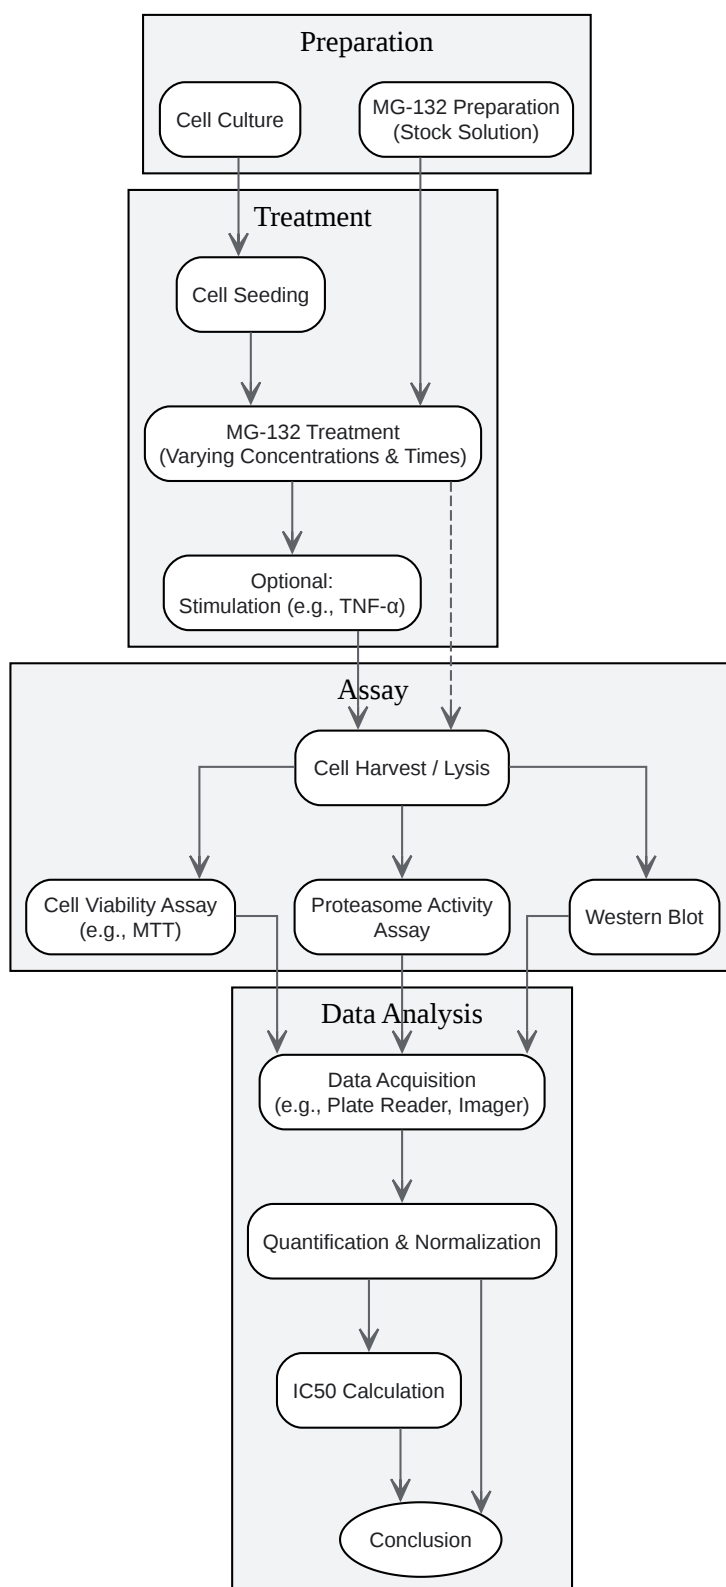 Preparation
Cell Culture
MG-132 Preparation
(Stock Solution)
Treatment
Cell Seeding
MG-132 Treatment
(Varying Concentrations & Times)
Optional:
Stimulation (e.g., TNF-α)
Assay
Cell Harvest / Lysis
Cell Viability Assay
(e.g., MTT)
Proteasome Activity
Assay
Western Blot
Data Analysis
Data Acquisition
(e.g., Plate Reader, Imager)
Quantification & Normalization
IC50 Calculation
Conclusion